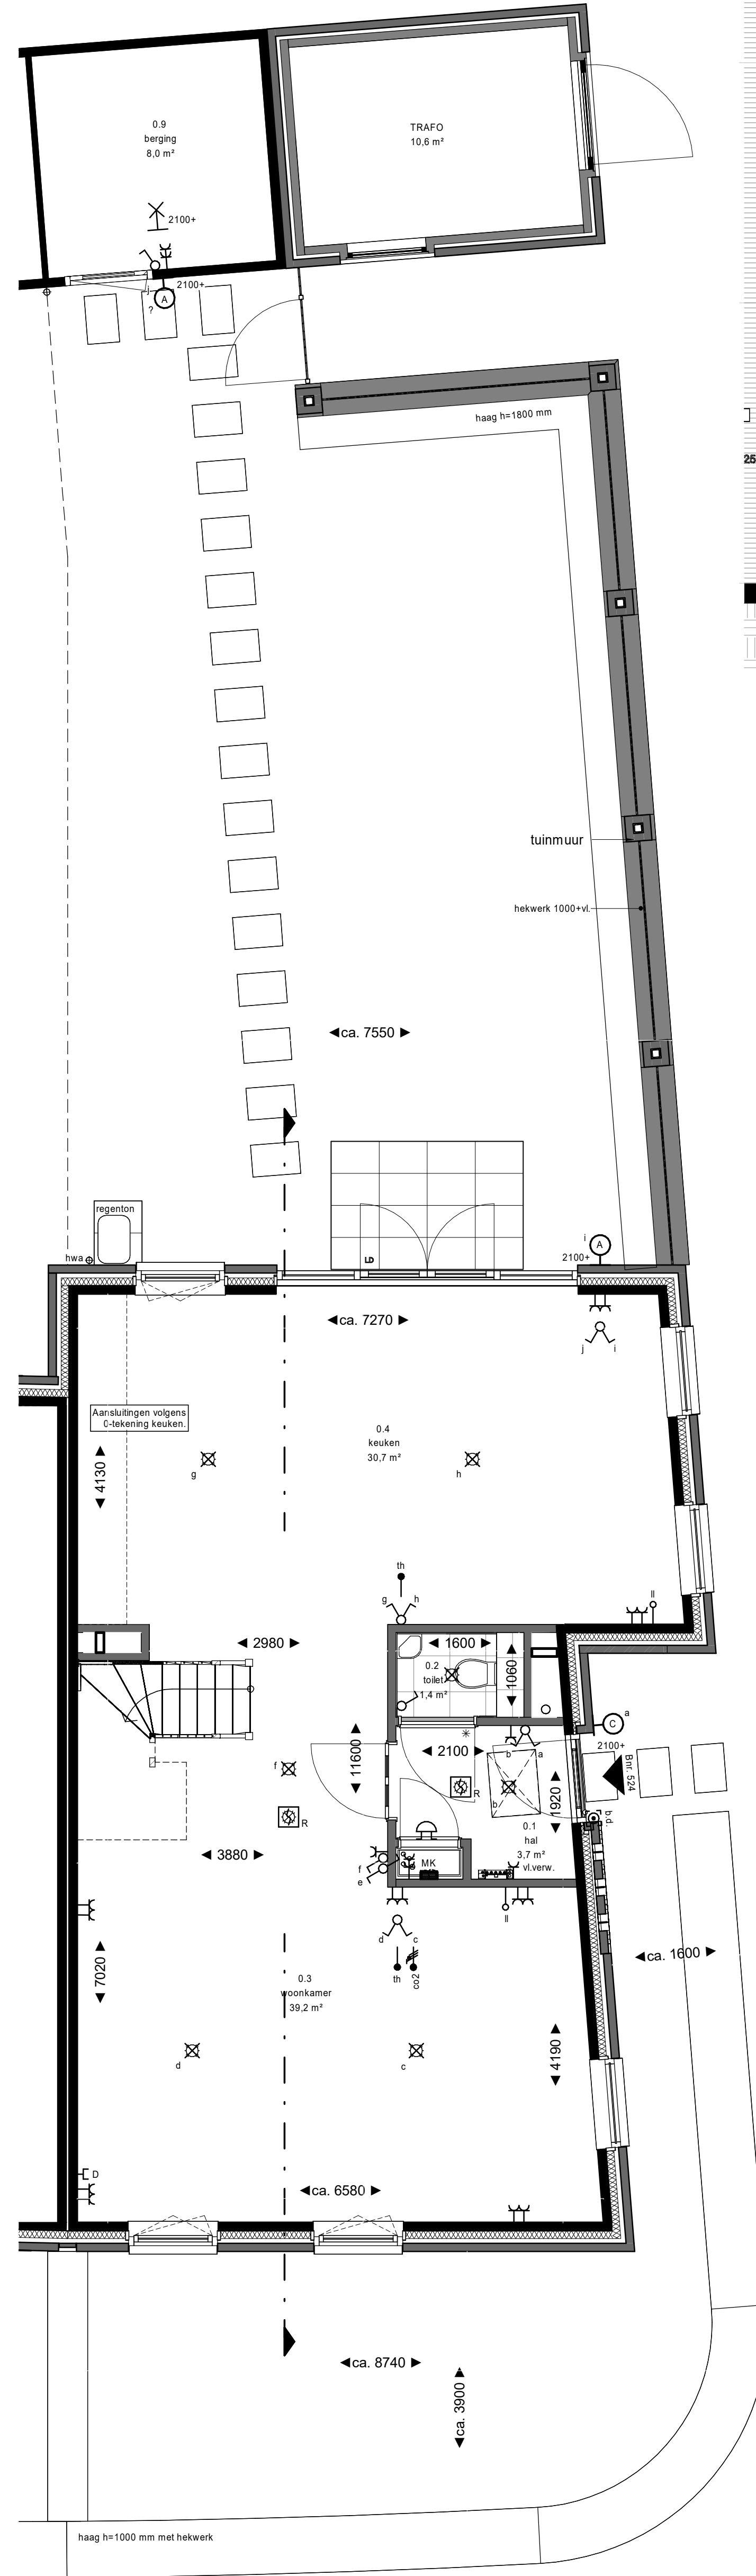 0.9
berging
8,0 m²
TRAFO
10,6 m²
2100+
2100+
j
A
?
haag h=1800 mm
25
tuinmuur
hekwerk 1000+vl.
ca. 7550
regenton
hwa
LD
i
A
2100+
ca. 7270
j
i
Aansluitingen volgens
0-tekening keuken.
0.4
keuken
30,7 m²
4130
g
h
th
g
h
ll
2980
1600
0.2
toilet
1,4 m²
1060
C
a
2100+
Bnr. 524
11600
2100
b
a
f
R
R
b
1920
0.1
hal
3,7 m²
vl.verw.
b.d.
3880
MK
f
e
ll
d
c
th
co2
7020
0.3
woonkamer
39,2 m²
ca. 1600
d
c
4190
D
ca. 6580
ca. 8740
ca. 3900
haag h=1000 mm met hekwerk